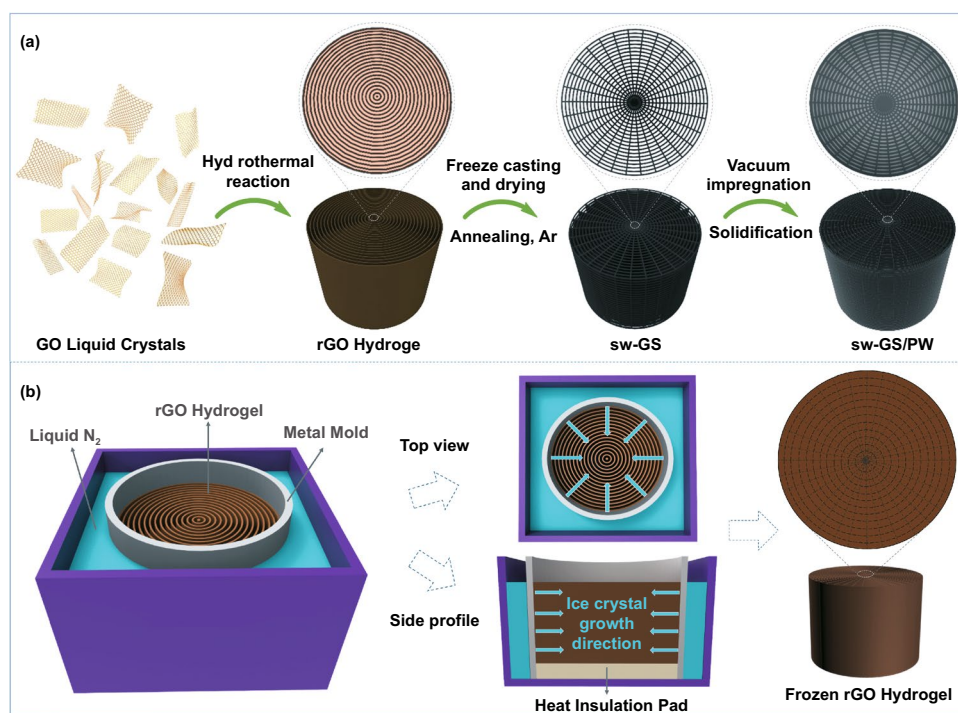 (a)
Hyd rothermal
reaction
Freeze casting
and drying
Annealing, Ar
Vacuum
impregnation
Solidification
GO Liquid Crystals
rGO Hydroge
sw-GS
sw-GS/PW
(b)
rGO Hydrogel
Liquid N₂
Metal Mold
Top view
Side profile
Ice crystal
growth
direction
Heat Insulation Pad
Frozen rGO Hydrogel